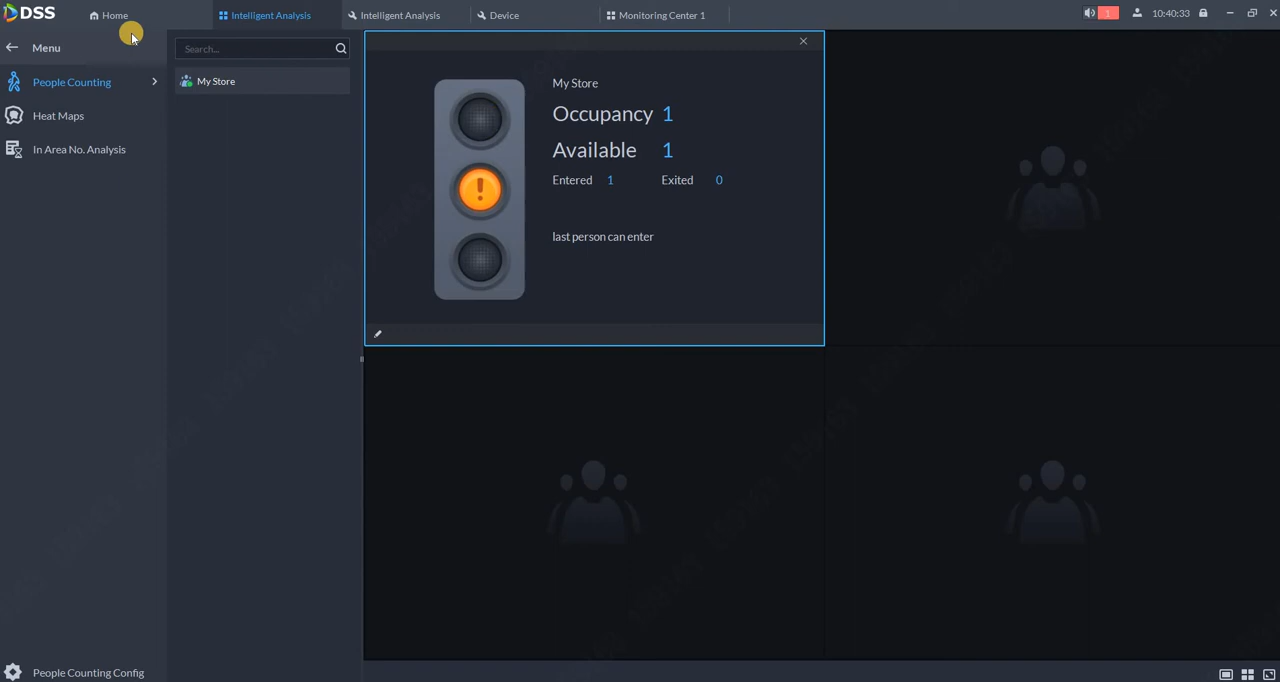 DSS
Home
Intelligent Analysis
Intelligent Analysis
Device
Monitoring Center 1
1
10:40:33
Menu
People Counting
Heat Maps
In Area No. Analysis
People Counting Config
Search...
My Store
My Store
Occupancy 1
Available 1
Entered 1 Exited 0
last person can enter